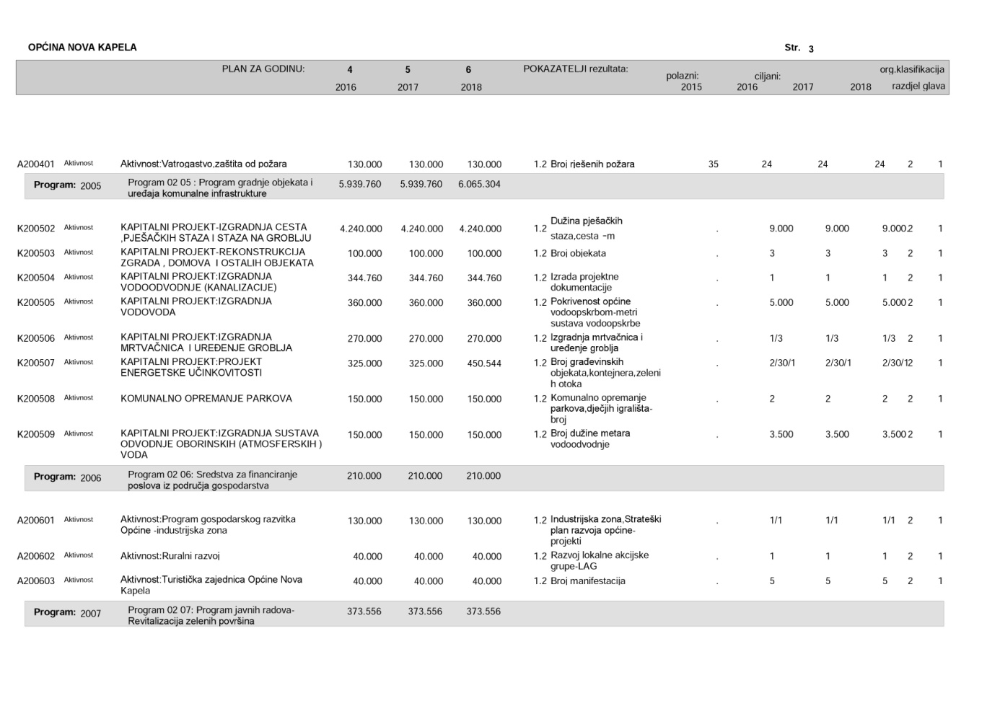 OPĆINA NOVA KAPELA Str. 3
PLAN ZA GODINU: 4 5 6 POKAZATELJI rezultata: org.klasifikacija
polazni: ciljani:
2016 2017 2018 2015 2016 2017 2018 razdjel glava
A200401 Aktivnost Aktivnost:Vatrogastvo,zaštita od požara 130.000 130.000 130.000 1.2 Broj rješenih požara 35 24 24 24 2 1
Program: 2005 Program 02 05 : Program gradnje objekata i 5.939.760 5.939.760 6.065.304
uređaja komunalne infrastrukture
K200502 Aktivnost KAPITALNI PROJEKT-IZGRADNJA CESTA 4.240.000 4.240.000 4.240.000 1.2 Dužina pješačkih . 9.000 9.000 9.000 2 1
,PJEŠAČKIH STAZA I STAZA NA GROBLJU staza,cesta -m
K200503 Aktivnost KAPITALNI PROJEKT-REKONSTRUKCIJA 100.000 100.000 100.000 1.2 Broj objekata . 3 3 3 2 1
ZGRADA , DOMOVA I OSTALIH OBJEKATA
K200504 Aktivnost KAPITALNI PROJEKT:IZGRADNJA 344.760 344.760 344.760 1.2 Izrada projektne . 1 1 1 2 1
VODOODVODNJE (KANALIZACIJE) dokumentacije
K200505 Aktivnost KAPITALNI PROJEKT:IZGRADNJA 360.000 360.000 360.000 1.2 Pokrivenost općine . 5.000 5.000 5.000 2 1
VODOVODA vodoopskrbom-metri
sustava vodoopskrbe
K200506 Aktivnost KAPITALNI PROJEKT:IZGRADNJA 270.000 270.000 270.000 1.2 Izgradnja mrtvačnica i . 1/3 1/3 1/3 2 1
MRTVAČNICA I UREĐENJE GROBLJA uređenje groblja
K200507 Aktivnost KAPITALNI PROJEKT:PROJEKT 325.000 325.000 450.544 1.2 Broj građevinskih . 2/30/1 2/30/1 2/30/1 2 1
ENERGETSKE UČINKOVITOSTI objekata,kontejnera,zeleni
h otoka
K200508 Aktivnost KOMUNALNO OPREMANJE PARKOVA 150.000 150.000 150.000 1.2 Komunalno opremanje . 2 2 2 2 1
parkova,dječjih igrališta-
broj
K200509 Aktivnost KAPITALNI PROJEKT:IZGRADNJA SUSTAVA 150.000 150.000 150.000 1.2 Broj dužine metara . 3.500 3.500 3.500 2 1
ODVODNJE OBORINSKIH (ATMOSFERSKIH ) vodoodvodnje
VODA
Program: 2006 Program 02 06: Sredstva za financiranje 210.000 210.000 210.000
poslova iz područja gospodarstva
A200601 Aktivnost Aktivnost:Program gospodarskog razvitka 130.000 130.000 130.000 1.2 Industrijska zona,Strateški . 1/1 1/1 1/1 2 1
Općine -industrijska zona plan razvoja općine-
projekti
A200602 Aktivnost Aktivnost:Ruralni razvoj 40.000 40.000 40.000 1.2 Razvoj lokalne akcijske . 1 1 1 2 1
grupe-LAG
A200603 Aktivnost Aktivnost:Turistička zajednica Općine Nova 40.000 40.000 40.000 1.2 Broj manifestacija . 5 5 5 2 1
Kapela
Program: 2007 Program 02 07: Program javnih radova- 373.556 373.556 373.556
Revitalizacija zelenih površina